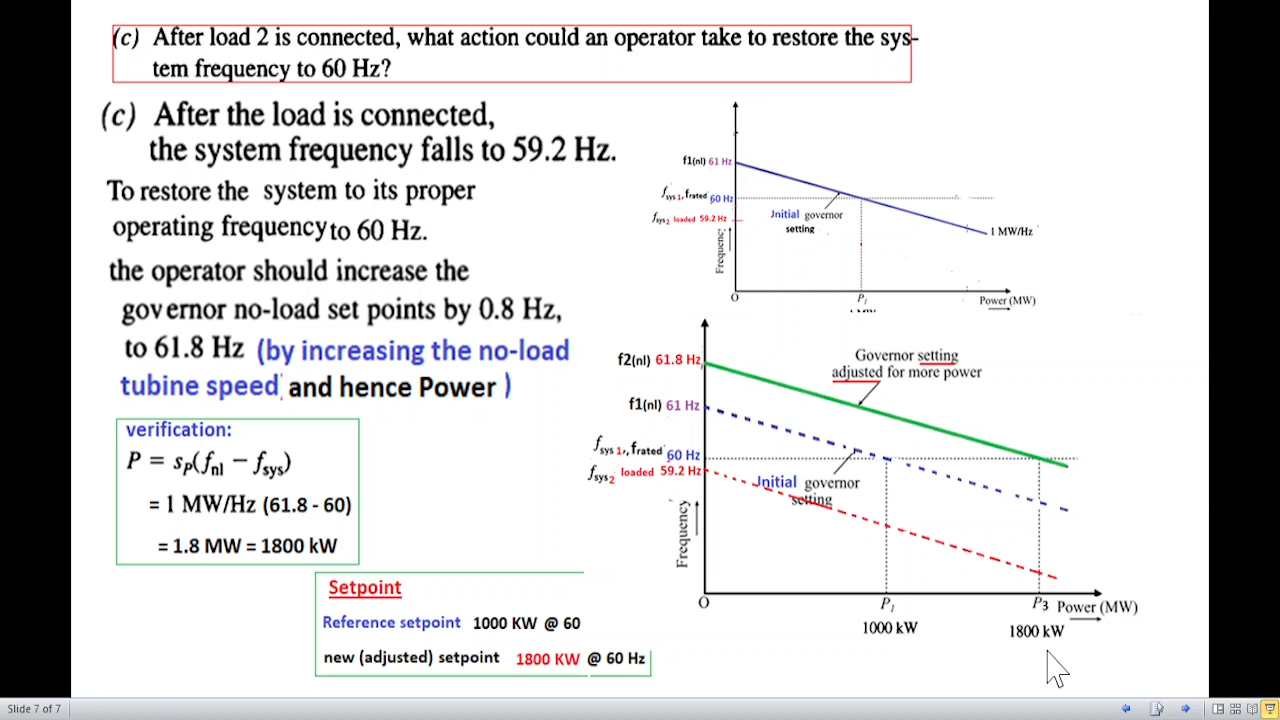 (c) After load 2 is connected, what action could an operator take to restore the sys-
tem frequency to 60 Hz?
(c) After the load is connected,
the system frequency falls to 59.2 Hz.
To restore the system to its proper
operating frequency to 60 Hz.
the operator should increase the
governor no-load set points by 0.8 Hz,
to 61.8 Hz (by increasing the no-load
tubine speed, and hence Power )
verification:
P = sp(fnl − fsys)
= 1 MW/Hz (61.8 - 60)
= 1.8 MW = 1800 kW
Setpoint
Reference setpoint 1000 KW @ 60
new (adjusted) setpoint 1800 KW @ 60 Hz
f1(nl) 61 Hz
fsys 1, frated 60 Hz
fsys2 loaded 59.2 Hz
Initial governor
setting
1 MW/Hz
Frequenc
O
P1
Power (MW)
f2(nl) 61.8 Hz
Governor setting
adjusted for more power
f1(nl) 61 Hz
fsys 1,, frated 60 Hz
fsys2 loaded 59.2 Hz
Initial governor
setting
Frequency
O
P1
P3 Power (MW)
1000 kW
1800 kW
Slide 7 of 7